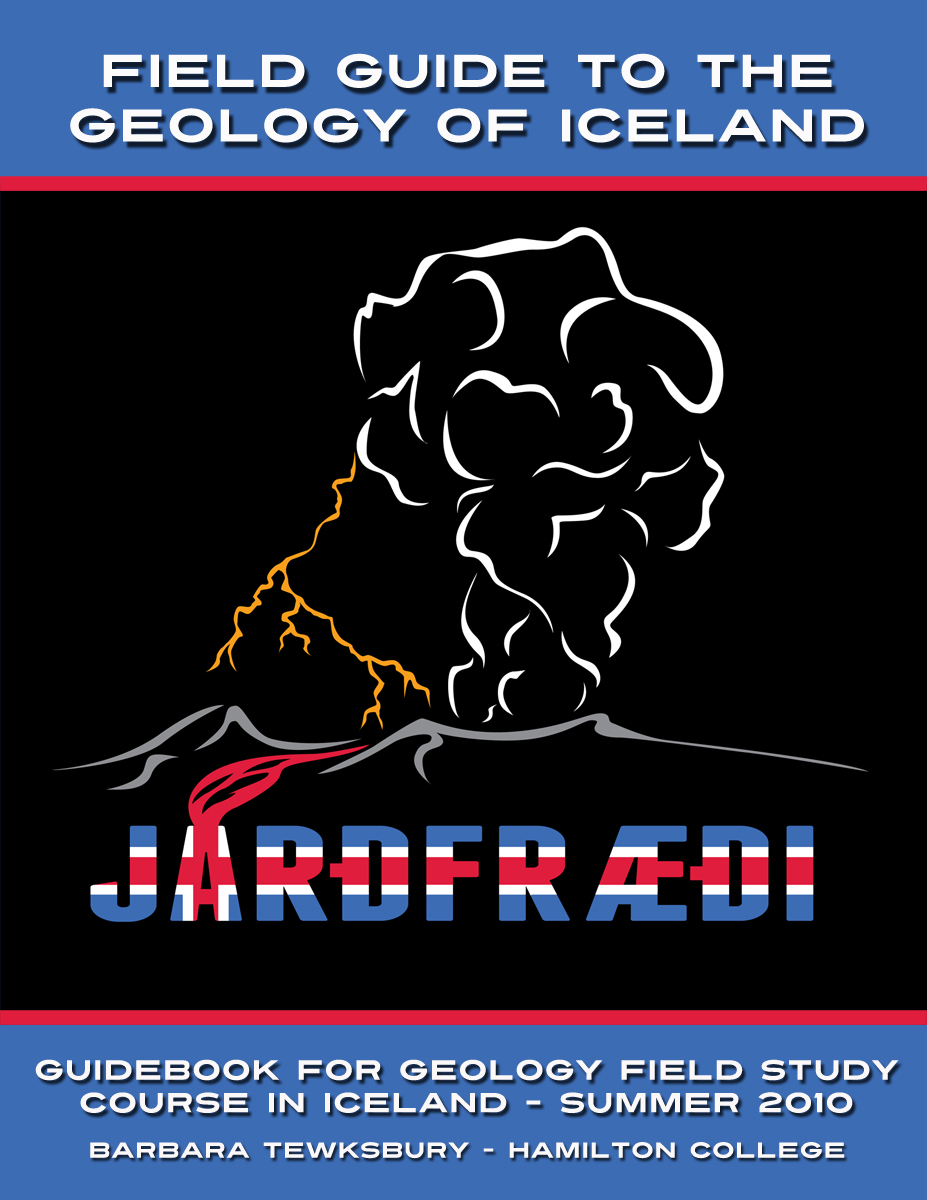 FIELD GUIDE TO THE
GEOLOGY OF ICELAND
JARÐFRÆÐI
GUIDEBOOK FOR GEOLOGY FIELD STUDY
COURSE IN ICELAND - SUMMER 2010
BARBARA TEWKSBURY - HAMILTON COLLEGE